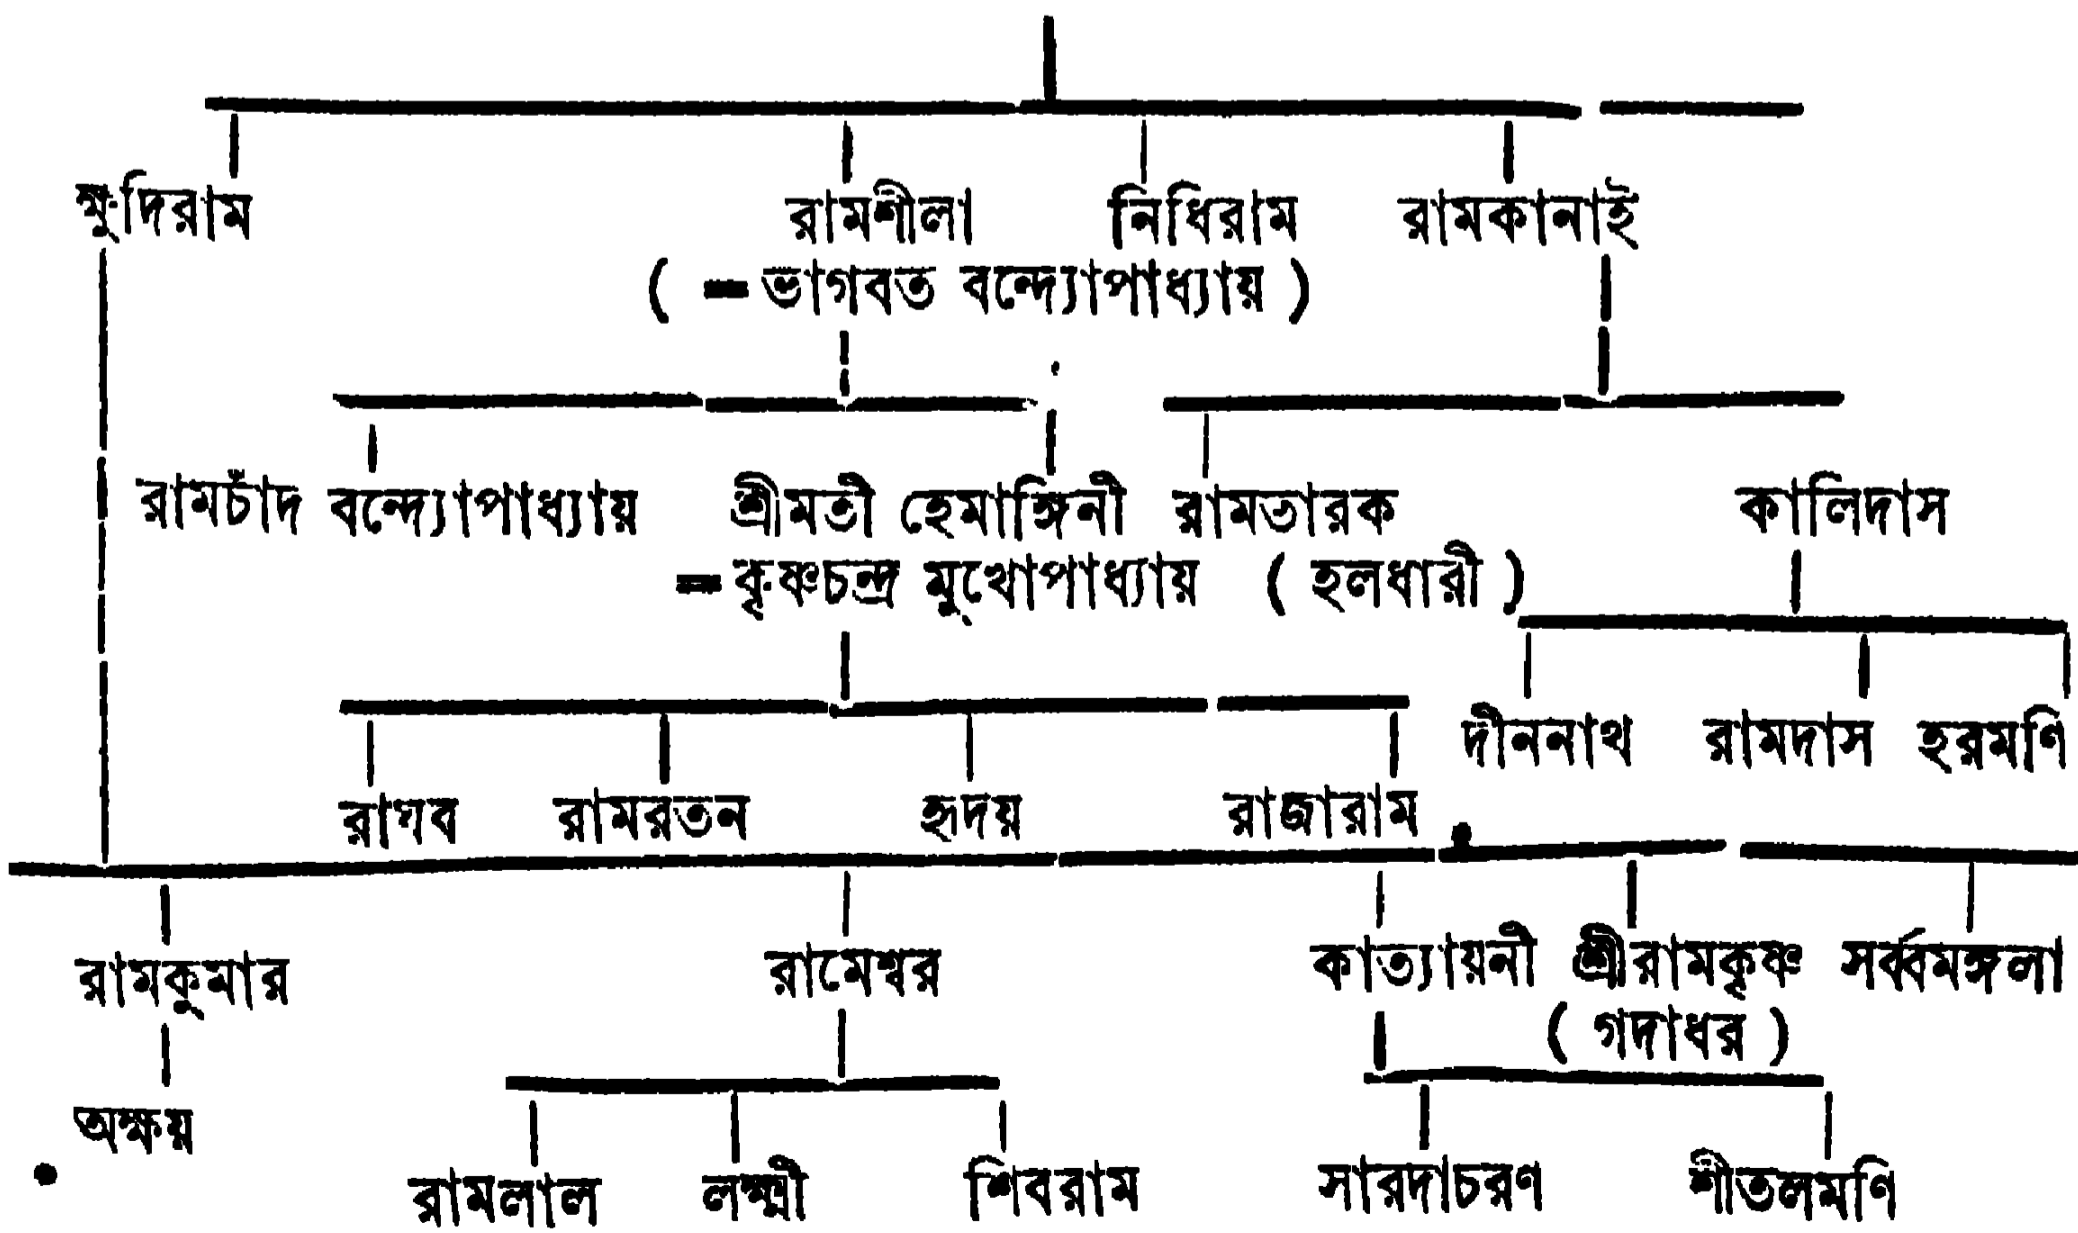 ক্ষুদিরাম রামশীলা নিধিরাম রামকানাই
( = ভাগবত বন্দ্যোপাধ্যায় )
রামচাঁদ বন্দ্যোপাধ্যায় শ্রীমতী হেমাঙ্গিনী রামতারক কালিদাস
= কৃষ্ণচন্দ্র মুখোপাধ্যায় ( হলধারী )
দীননাথ রামদাস হরমণি
রাঘব রামরতন হৃদয় রাজারাম
রামকুমার রামেশ্বর কাত্যায়নী শ্রীরামকৃষ্ণ সর্ব্বমঙ্গলা
( গদাধর )
অক্ষয়
রামলাল লক্ষ্মী শিবরাম সারদাচরণ শীতলমণি